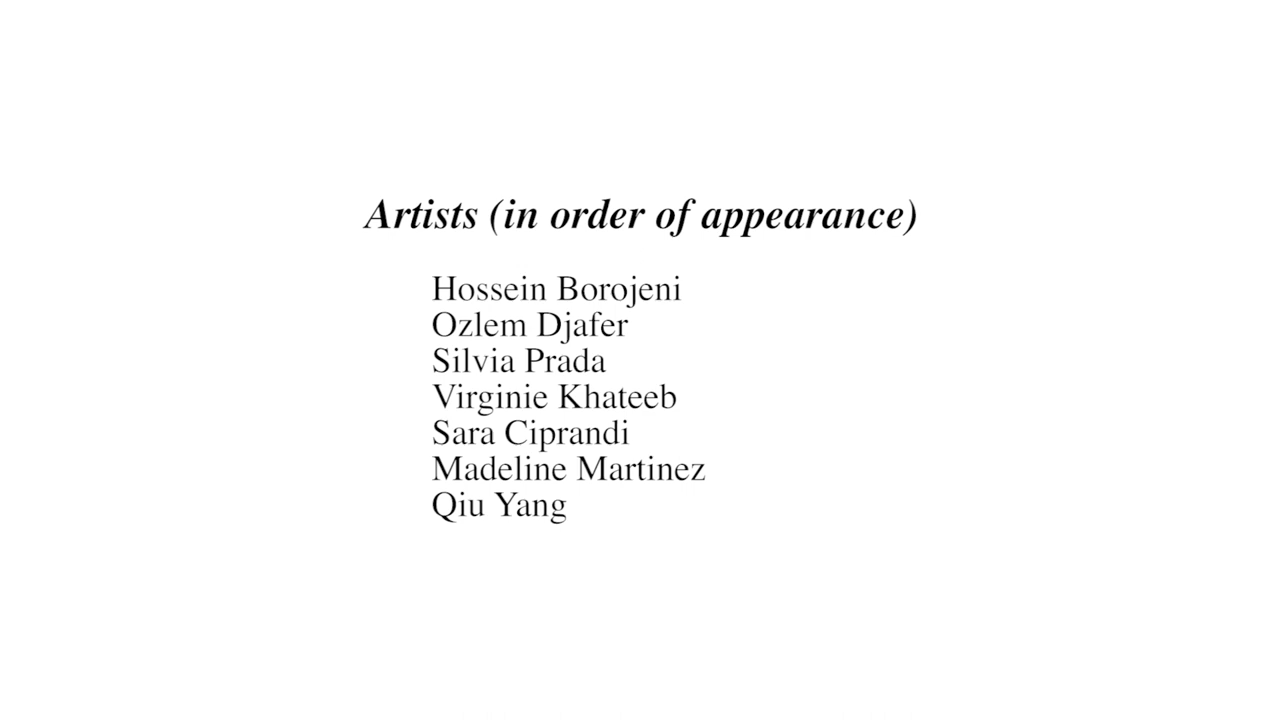 Artists (in order of appearance)
Hossein Borojeni
Ozlem Djafer
Silvia Prada
Virginie Khateeb
Sara Ciprandi
Madeline Martinez
Qiu Yang